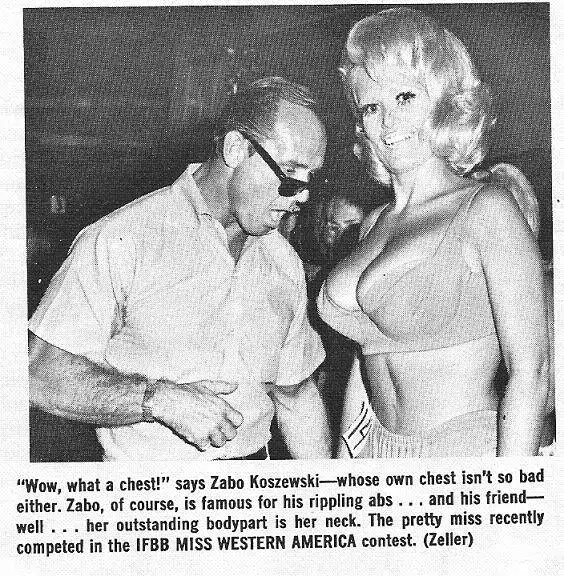 "Wow, what a chest!" says Zabo Koszewski—whose own chest isn't so bad
either. Zabo, of course, is famous for his rippling abs . . . and his friend—
well . . . her outstanding bodypart is her neck. The pretty miss recently
competed in the IFBB MISS WESTERN AMERICA contest. (Zeller)